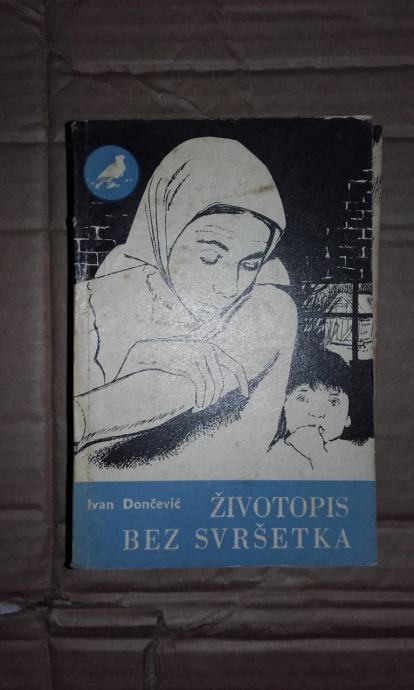 Ivan Dončević ŽIVOTOPIS
BEZ SVRŠETKA